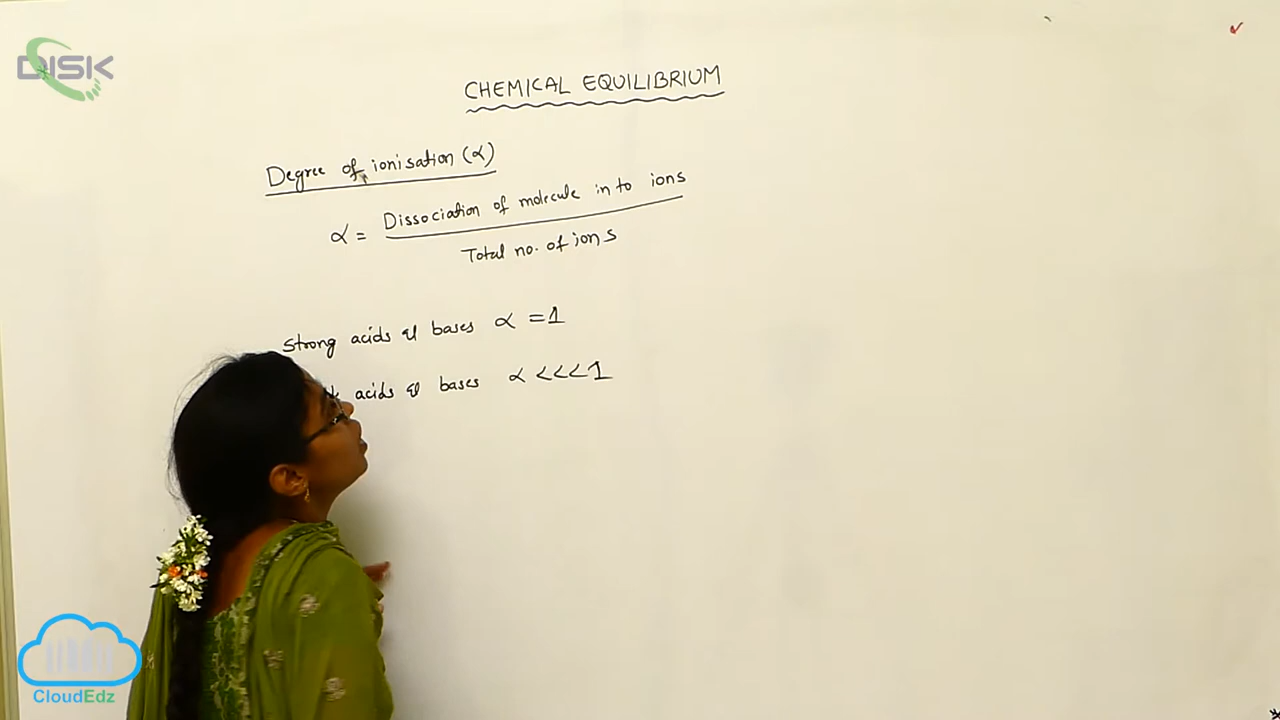 DISK
CHEMICAL EQUILIBRIUM
Degree of ionisation (α)
α = Dissociation of molecule in to ions
Total no. of ions
Strong acids & bases α = 1
acids & bases α <<< 1
CloudEdz